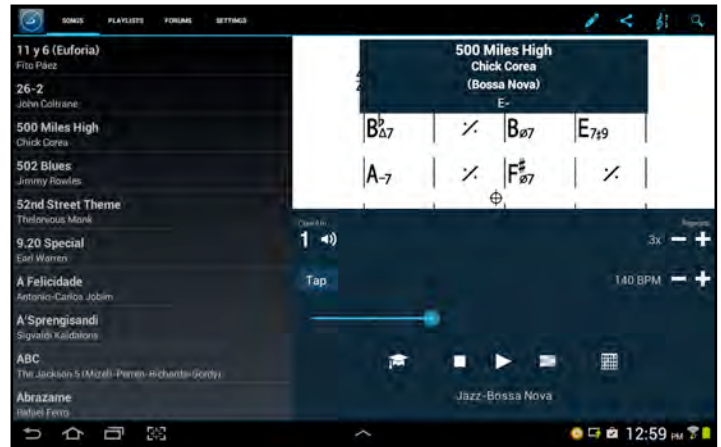 SONGS PLAYLISTS FORUMS SETTINGS
11 y 6 (Euforia)
Fito Páez
26-2
John Coltrane
500 Miles High
Chick Corea
502 Blues
Jimmy Rowles
52nd Street Theme
Thelonious Monk
9.20 Special
Earl Warren
A Felicidade
Antonio-Carlos Jobim
A'Sprengisandi
Sigvaldi Kaldalons
ABC
The Jackson 5 (Mizell-Perren-Richards-Gordy)
Abrazame
Rafael Ferro
500 Miles High
Chick Corea
(Bossa Nova)
E-
B♭Δ7 ٪ Bø7 E7♯9
A-7 ٪ F♯ø7 ٪
Repeats
1 3x − +
Tap 140 BPM − +
Jazz-Bossa Nova
12:59 PM